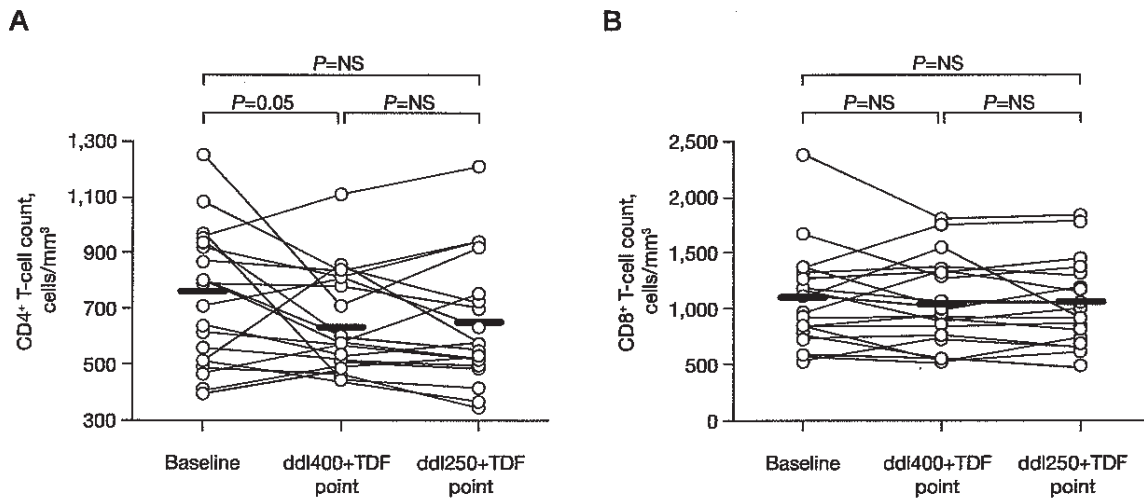 A
P=NS
P=0.05
P=NS
1,300
1,100
900
700
500
300
CD4⁺ T-cell count,
cells/mm³
Baseline
ddI400+TDF
point
ddI250+TDF
point
B
P=NS
P=NS
P=NS
2,500
2,000
1,500
1,000
500
0
CD8⁺ T-cell count,
cells/mm³
Baseline
ddI400+TDF
point
ddI250+TDF
point